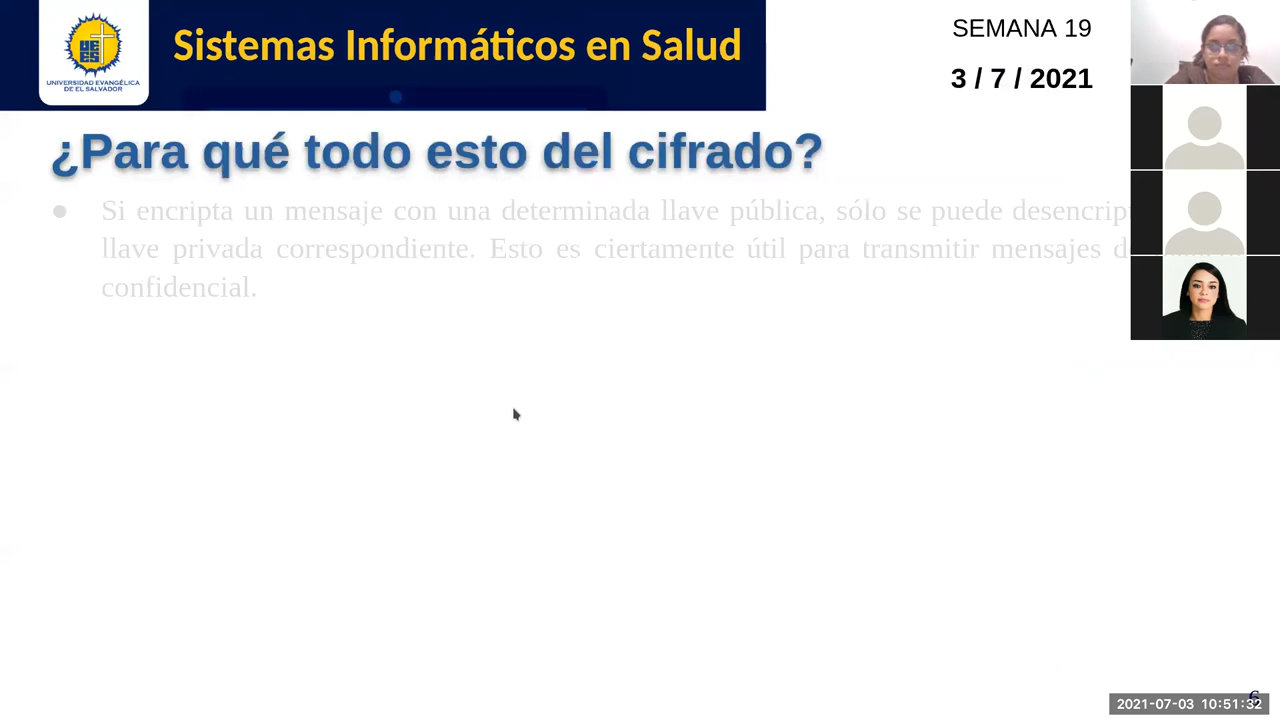 Sistemas Informáticos en Salud
UNIVERSIDAD EVANGÉLICA
DE EL SALVADOR
SEMANA 19
3 / 7 / 2021
¿Para qué todo esto del cifrado?
● Si encripta un mensaje con una determinada llave pública, sólo se puede desencrip
llave privada correspondiente. Esto es ciertamente útil para transmitir mensajes d
confidencial.
6
2021-07-03 10:51:32